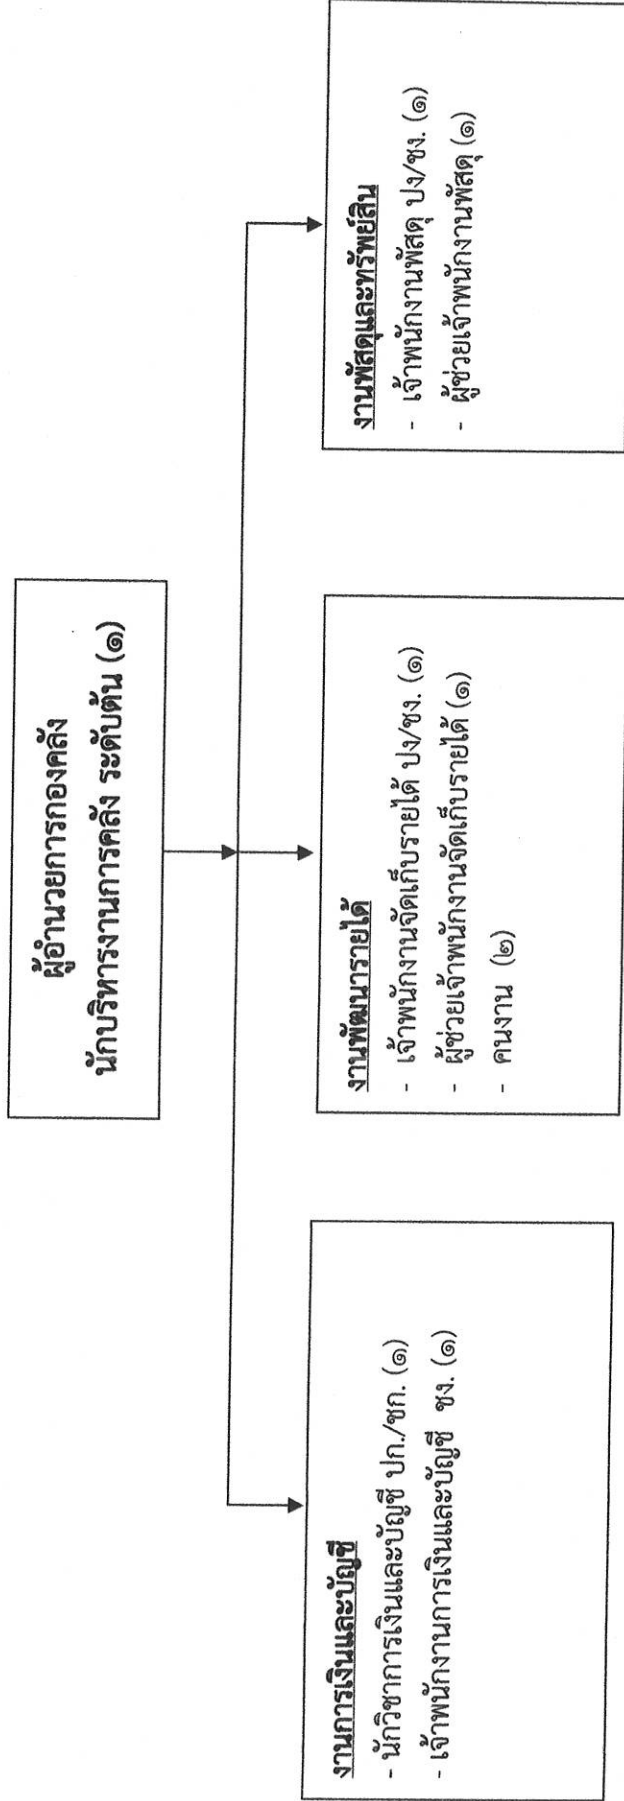 ผู้อำนวยการกองคลัง
นักบริหารงานการคลัง ระดับต้น (๑)
งานการเงินและบัญชี
- นักวิชาการเงินและบัญชี ปก./ชก. (๑)
- เจ้าพนักงานการเงินและบัญชี ชง. (๑)
งานพัฒนารายได้
- เจ้าพนักงานจัดเก็บรายได้ ปง/ชง. (๑)
- ผู้ช่วยเจ้าพนักงานจัดเก็บรายได้ (๑)
- คนงาน (๒)
งานพัสดุและทรัพย์สิน
- เจ้าพนักงานพัสดุ ปง/ชง. (๑)
- ผู้ช่วยเจ้าพนักงานพัสดุ (๑)